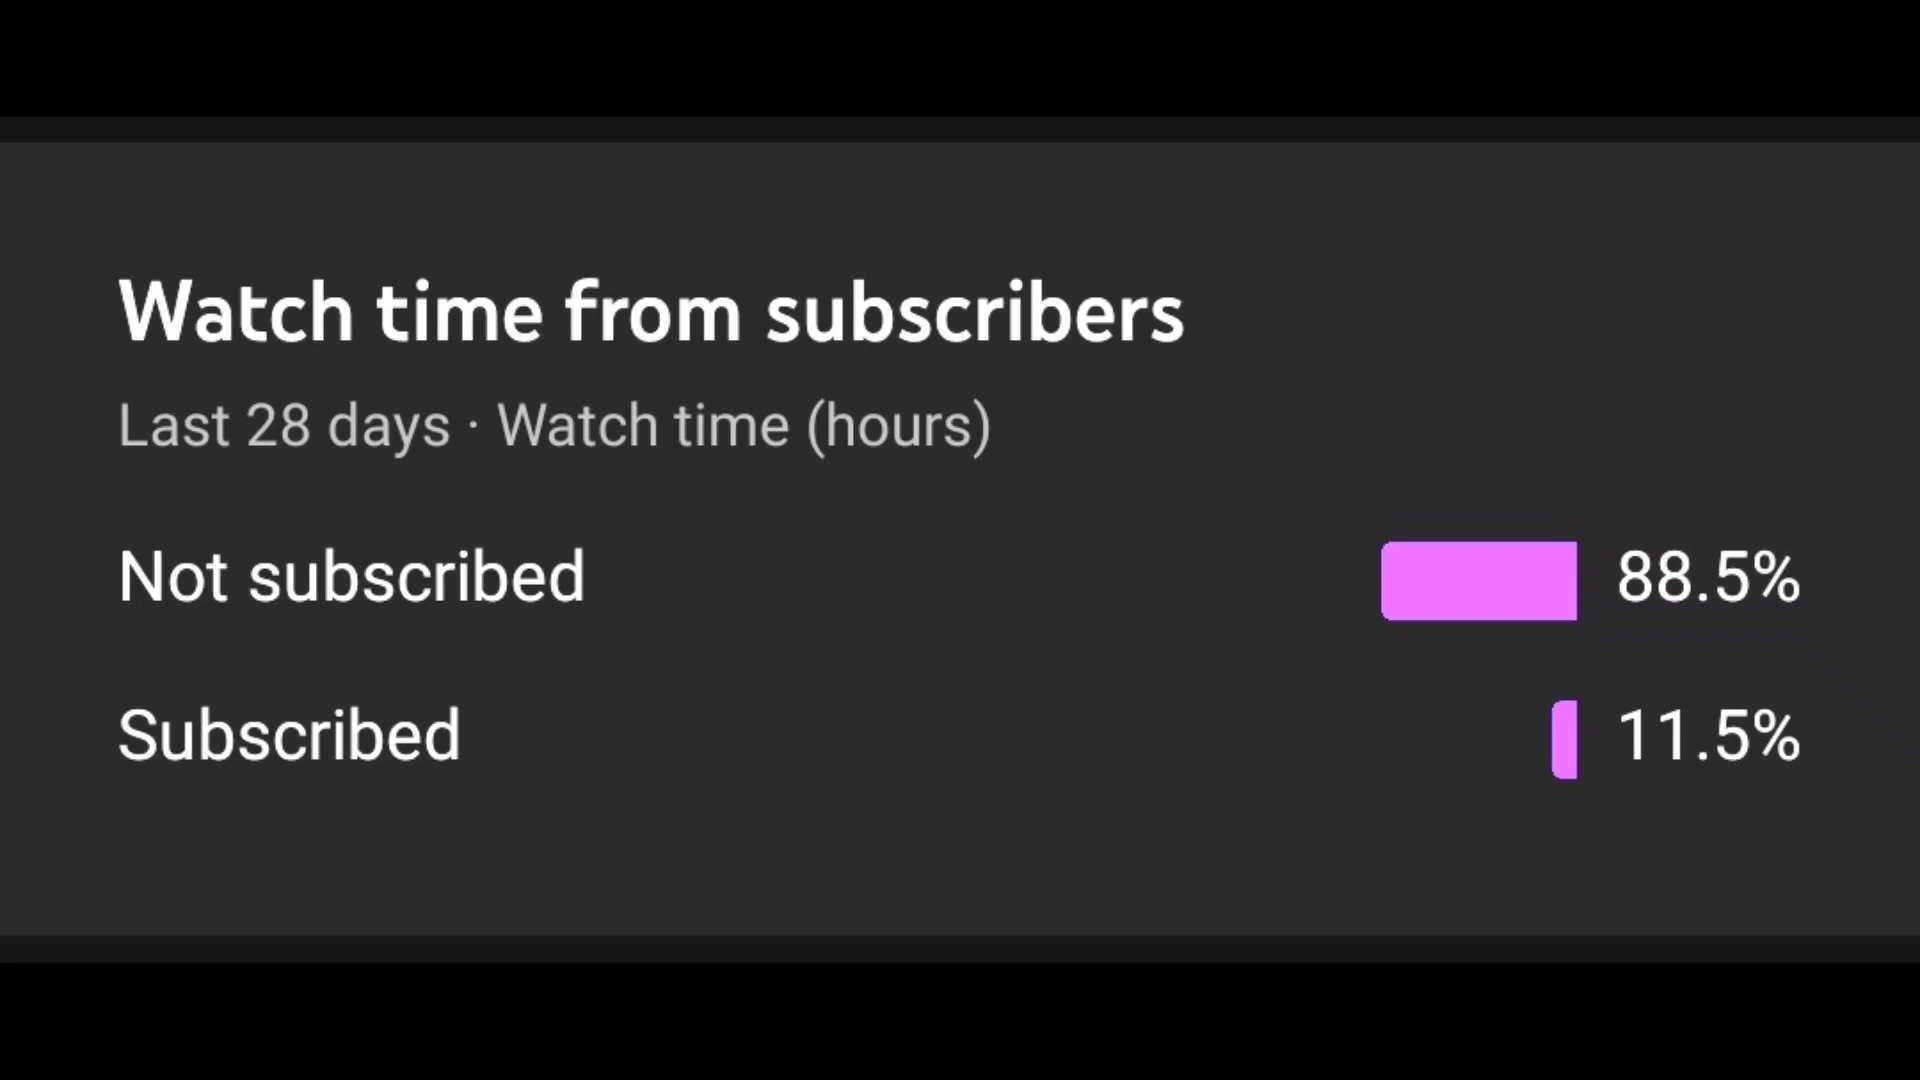 Watch time from subscribers
Last 28 days · Watch time (hours)
Not subscribed 88.5%
Subscribed 11.5%